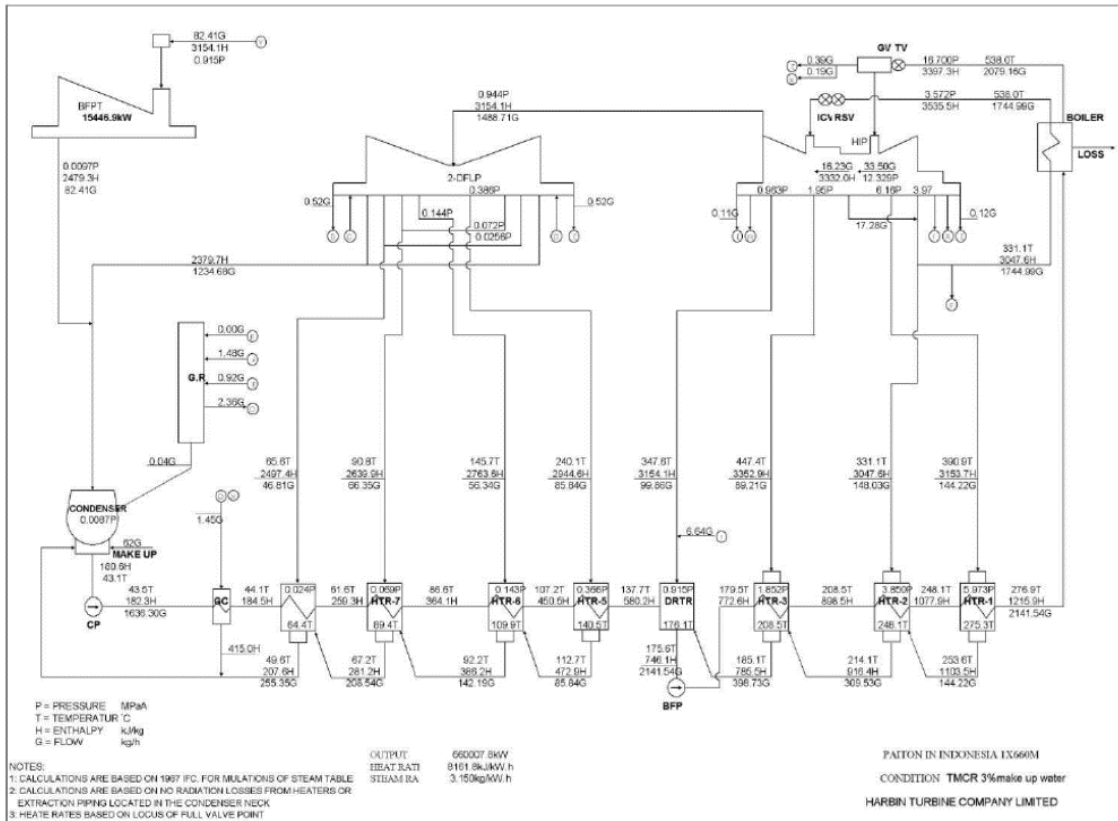 82.41G
3154.1H
0.915P
BFPT
15446.9kW
0.0097P
2479.3H
82.41G
0.944P
3154.1H
1488.71G
2-DFLP
0.386P
0.144P
0.072P
0.0256P
0.52G
0.52G
2379.7H
1234.68G
0.39G
0.19G
GV TV
16.700P
3397.3H
538.0T
2079.16G
3.572P
3535.5H
538.0T
1744.99G
RSV
HIP
BOILER
LOSS
16.23G
3332.0H
33.50G
12.329P
0.963P
1.95P
6.16P
3.97
0.11G
17.28G
0.12G
331.1T
3047.6H
1744.99G
G.R
0.00G
1.48G
0.92G
2.36G
0.04G
CONDENSER
0.0087P
MAKE UP
62G
180.6H
43.1T
1.45G
65.6T
2497.4H
46.81G
90.8T
2639.9H
66.35G
145.7T
2763.8H
56.34G
240.1T
2944.6H
85.84G
347.6T
3154.1H
99.86G
447.4T
3352.9H
89.21G
331.1T
3047.6H
148.03G
390.9T
3153.7H
144.22G
6.64G
43.5T
182.3H
1636.30G
CP
GC
44.1T
184.5H
0.024P
64.4T
61.6T
259.3H
0.069P
HTR-7
89.4T
86.6T
364.1H
0.143P
HTR-6
109.9T
107.2T
450.5H
0.366P
HTR-5
140.5T
137.7T
580.2H
0.915P
DRTR
176.1T
179.5T
772.6H
1.852P
HTR-3
208.5T
208.5T
898.5H
3.850P
HTR-2
248.1T
248.1T
1077.9H
5.973P
HTR-1
275.3T
276.9T
1215.9H
2141.54G
415.0H
49.6T
207.6H
255.35G
67.2T
281.2H
208.54G
92.2T
386.2H
142.19G
112.7T
472.9H
85.84G
175.6T
746.1H
2141.54G
BFP
185.1T
785.5H
398.73G
214.1T
916.4H
309.53G
253.6T
1103.5H
144.22G
P = PRESSURE MPaA
T = TEMPERATUR °C
H = ENTHALPY kJ/kg
G = FLOW kg/h
OUTPUT 660007.8kW
HEAT RATI 8161.8kJ/kW.h
STEAM RA 3.150kg/kW.h
NOTES:
1: CALCULATIONS ARE BASED ON 1967 IFC. FOR MULATIONS OF STEAM TABLE
2: CALCULATIONS ARE BASED ON NO RADIATION LOSSES FROM HEATERS OR
EXTRACTION PIPING LOCATED IN THE CONDENSER NECK
3: HEATE RATES BASED ON LOCUS OF FULL VALVE POINT
PAITON IN INDONESIA 1X660M
CONDITION TMCR 3%make up water
HARBIN TURBINE COMPANY LIMITED